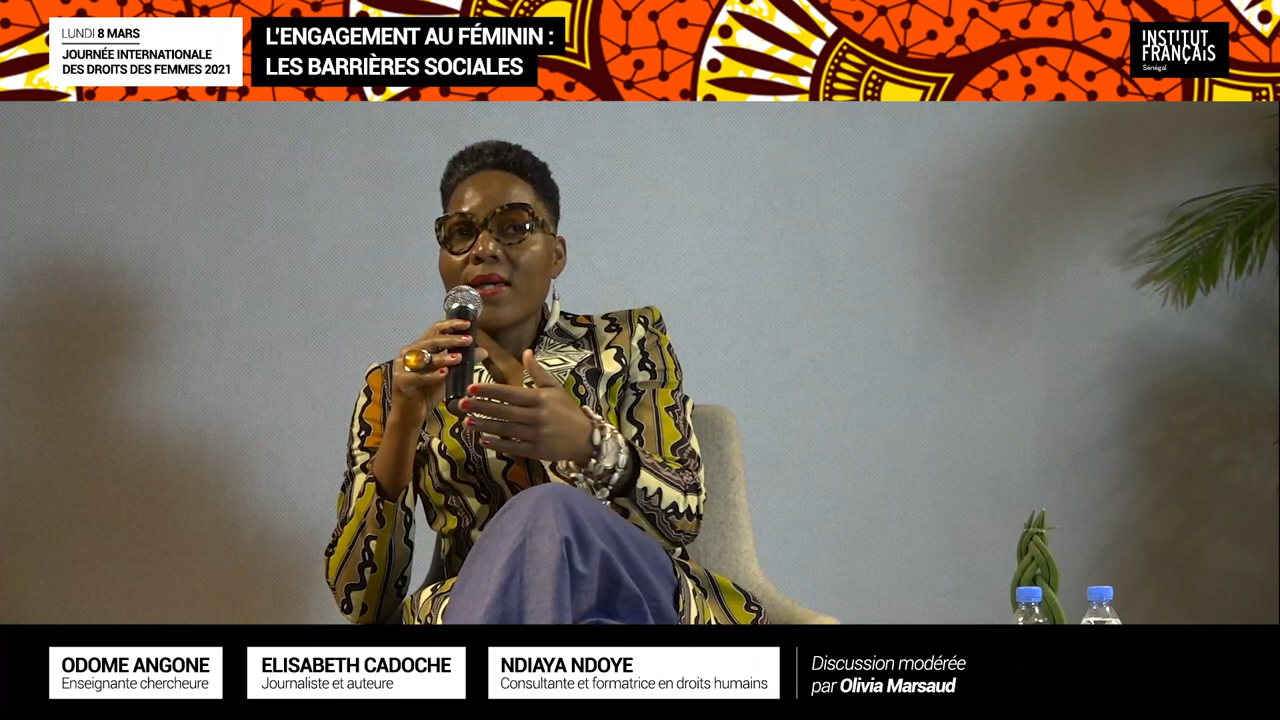 LUNDI 8 MARS
JOURNÉE INTERNATIONALE
DES DROITS DES FEMMES 2021
L'ENGAGEMENT AU FÉMININ :
LES BARRIÈRES SOCIALES
INSTITUT
FRANÇAIS
Sénégal
ODOME ANGONE
Enseignante chercheure
ELISABETH CADOCHE
Journaliste et auteure
NDIAYA NDOYE
Consultante et formatrice en droits humains
Discussion modérée
par Olivia Marsaud